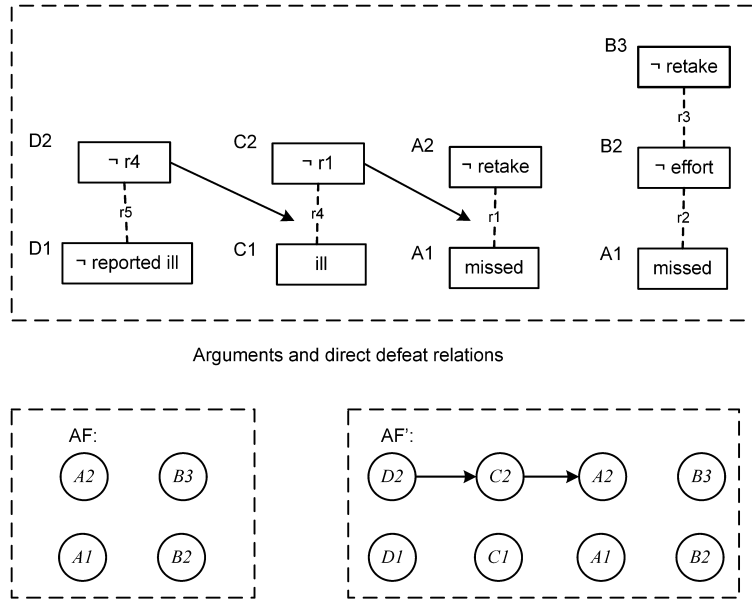 B3
¬ retake
r3
D2
¬ r4
C2
¬ r1
A2
¬ retake
B2
¬ effort
r5
r4
r1
r2
D1
¬ reported ill
C1
ill
A1
missed
A1
missed
Arguments and direct defeat relations
AF:
A2
B3
A1
B2
AF’:
D2
C2
A2
B3
D1
C1
A1
B2